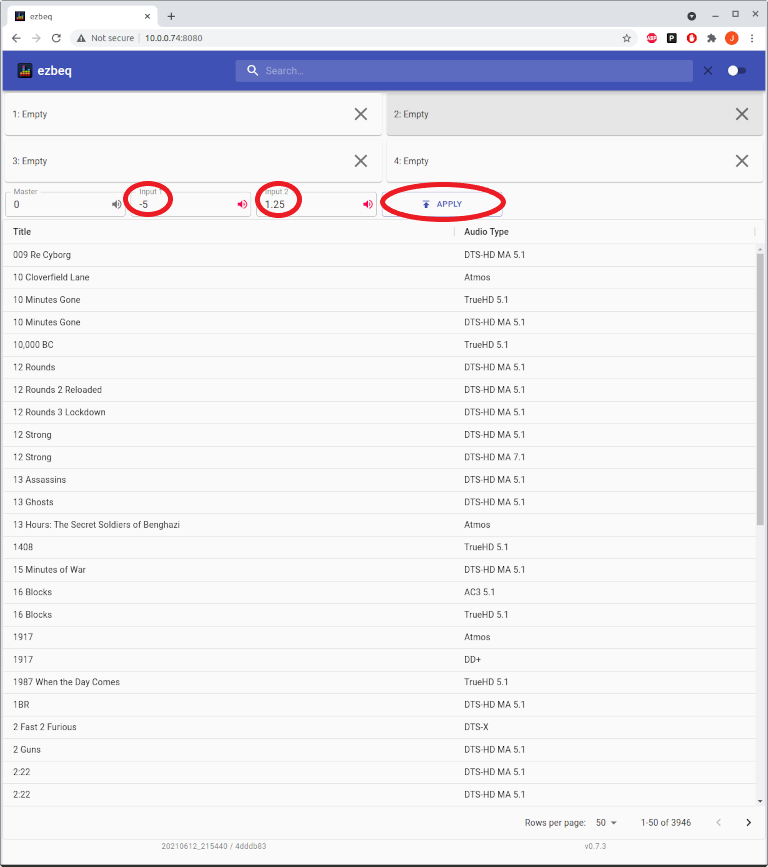 ezbeq
Not secure 10.0.0.74:8080
ABP P J
ezbeq Search...
1: Empty 2: Empty
3: Empty 4: Empty
Master Input 1 Input 2
0 -5 1.25 APPLY
Title Audio Type
009 Re Cyborg DTS-HD MA 5.1
10 Cloverfield Lane Atmos
10 Minutes Gone TrueHD 5.1
10 Minutes Gone DTS-HD MA 5.1
10,000 BC TrueHD 5.1
12 Rounds DTS-HD MA 5.1
12 Rounds 2 Reloaded DTS-HD MA 5.1
12 Rounds 3 Lockdown DTS-HD MA 5.1
12 Strong DTS-HD MA 5.1
12 Strong DTS-HD MA 7.1
13 Assassins DTS-HD MA 5.1
13 Ghosts DTS-HD MA 5.1
13 Hours: The Secret Soldiers of Benghazi Atmos
1408 TrueHD 5.1
15 Minutes of War DTS-HD MA 5.1
16 Blocks AC3 5.1
16 Blocks TrueHD 5.1
1917 Atmos
1917 DD+
1987 When the Day Comes TrueHD 5.1
1BR DTS-HD MA 5.1
2 Fast 2 Furious DTS-X
2 Guns DTS-HD MA 5.1
2:22 DTS-HD MA 5.1
2:22 DTS-HD MA 5.1
Rows per page: 50 1-50 of 3946
20210612_215440 / 4dddb83 v0.7.3